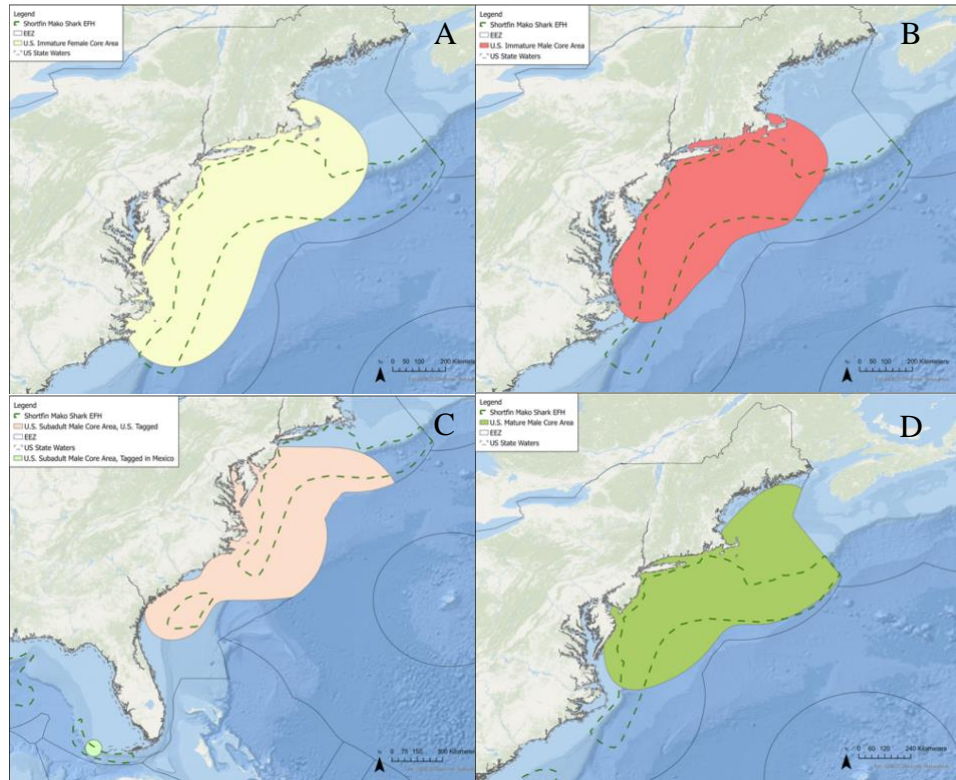 Legend
Shortfin Mako Shark EFH
EEZ
U.S. Immature Female Core Area
US State Waters
A
N
0 50 100 200 Kilometers
Legend
Shortfin Mako Shark EFH
EEZ
U.S. Immature Male Core Area
US State Waters
B
N
0 50 100 200 Kilometers
Legend
Shortfin Mako Shark EFH
U.S. Subadult Male Core Area, U.S. Tagged
EEZ
US State Waters
U.S. Subadult Male Core Area, Tagged in Mexico
C
N
0 75 150 300 Kilometers
Legend
Shortfin Mako Shark EFH
EEZ
U.S. Mature Male Core Area
US State Waters
D
N
0 60 120 240 Kilometers